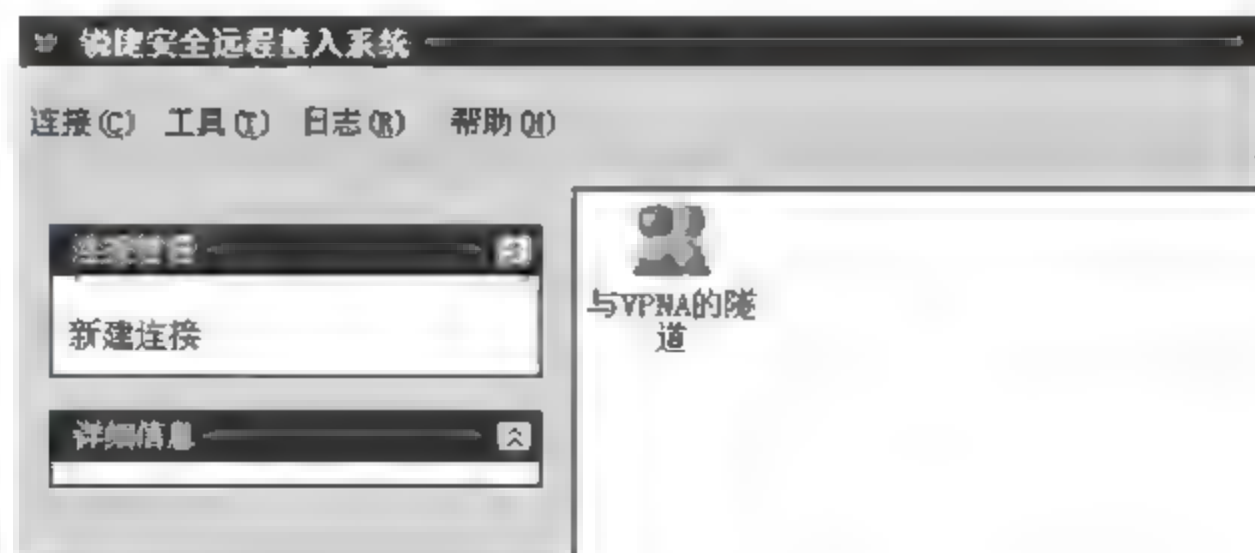 锐捷安全远程接入系统
连接(C) 工具(T) 日志(R) 帮助(H)
新建连接
详细信息
与VPNA的隧
道